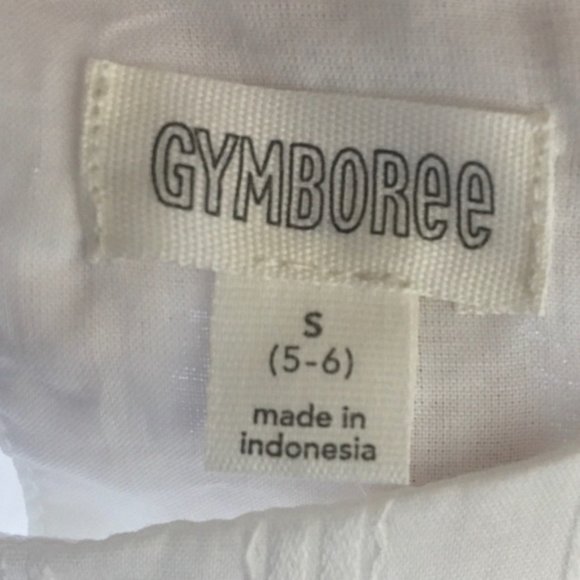 GYMBOREE
S
(5-6)
made in
indonesia